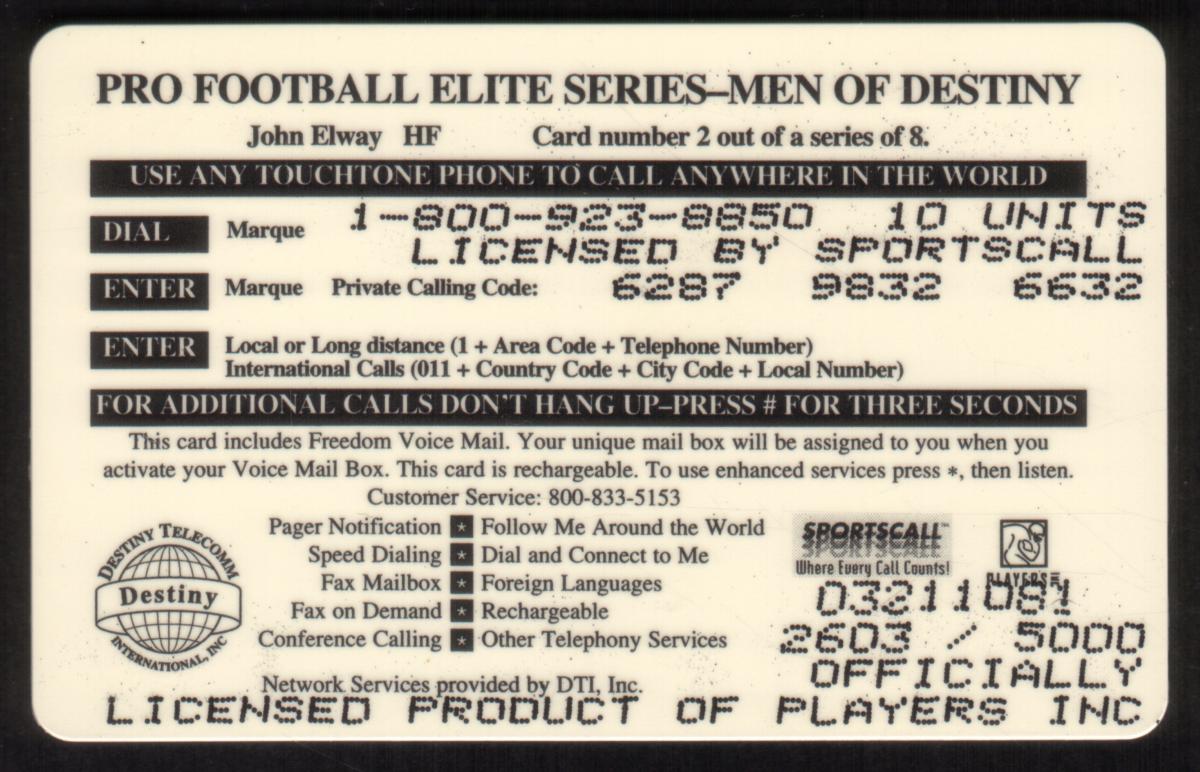 PRO FOOTBALL ELITE SERIES–MEN OF DESTINY
John Elway HF Card number 2 out of a series of 8.
USE ANY TOUCHTONE PHONE TO CALL ANYWHERE IN THE WORLD
DIAL Marque 1-800-923-8850 10 UNITS
LICENSED BY SPORTSCALL
ENTER Marque Private Calling Code: 6287 9832 6632
ENTER Local or Long distance (1 + Area Code + Telephone Number)
International Calls (011 + Country Code + City Code + Local Number)
FOR ADDITIONAL CALLS DON'T HANG UP–PRESS # FOR THREE SECONDS
This card includes Freedom Voice Mail. Your unique mail box will be assigned to you when you
activate your Voice Mail Box. This card is rechargeable. To use enhanced services press *, then listen.
Customer Service: 800-833-5153
Pager Notification * Follow Me Around the World
Speed Dialing * Dial and Connect to Me
Fax Mailbox * Foreign Languages
Fax on Demand * Rechargeable
Conference Calling * Other Telephony Services
DESTINY TELECOMM
Destiny
INTERNATIONAL, INC
SPORTSCALL™
Where Every Call Counts!
PLAYERS INC
03211081
2603 / 5000
OFFICIALLY
Network Services provided by DTI, Inc.
LICENSED PRODUCT OF PLAYERS INC